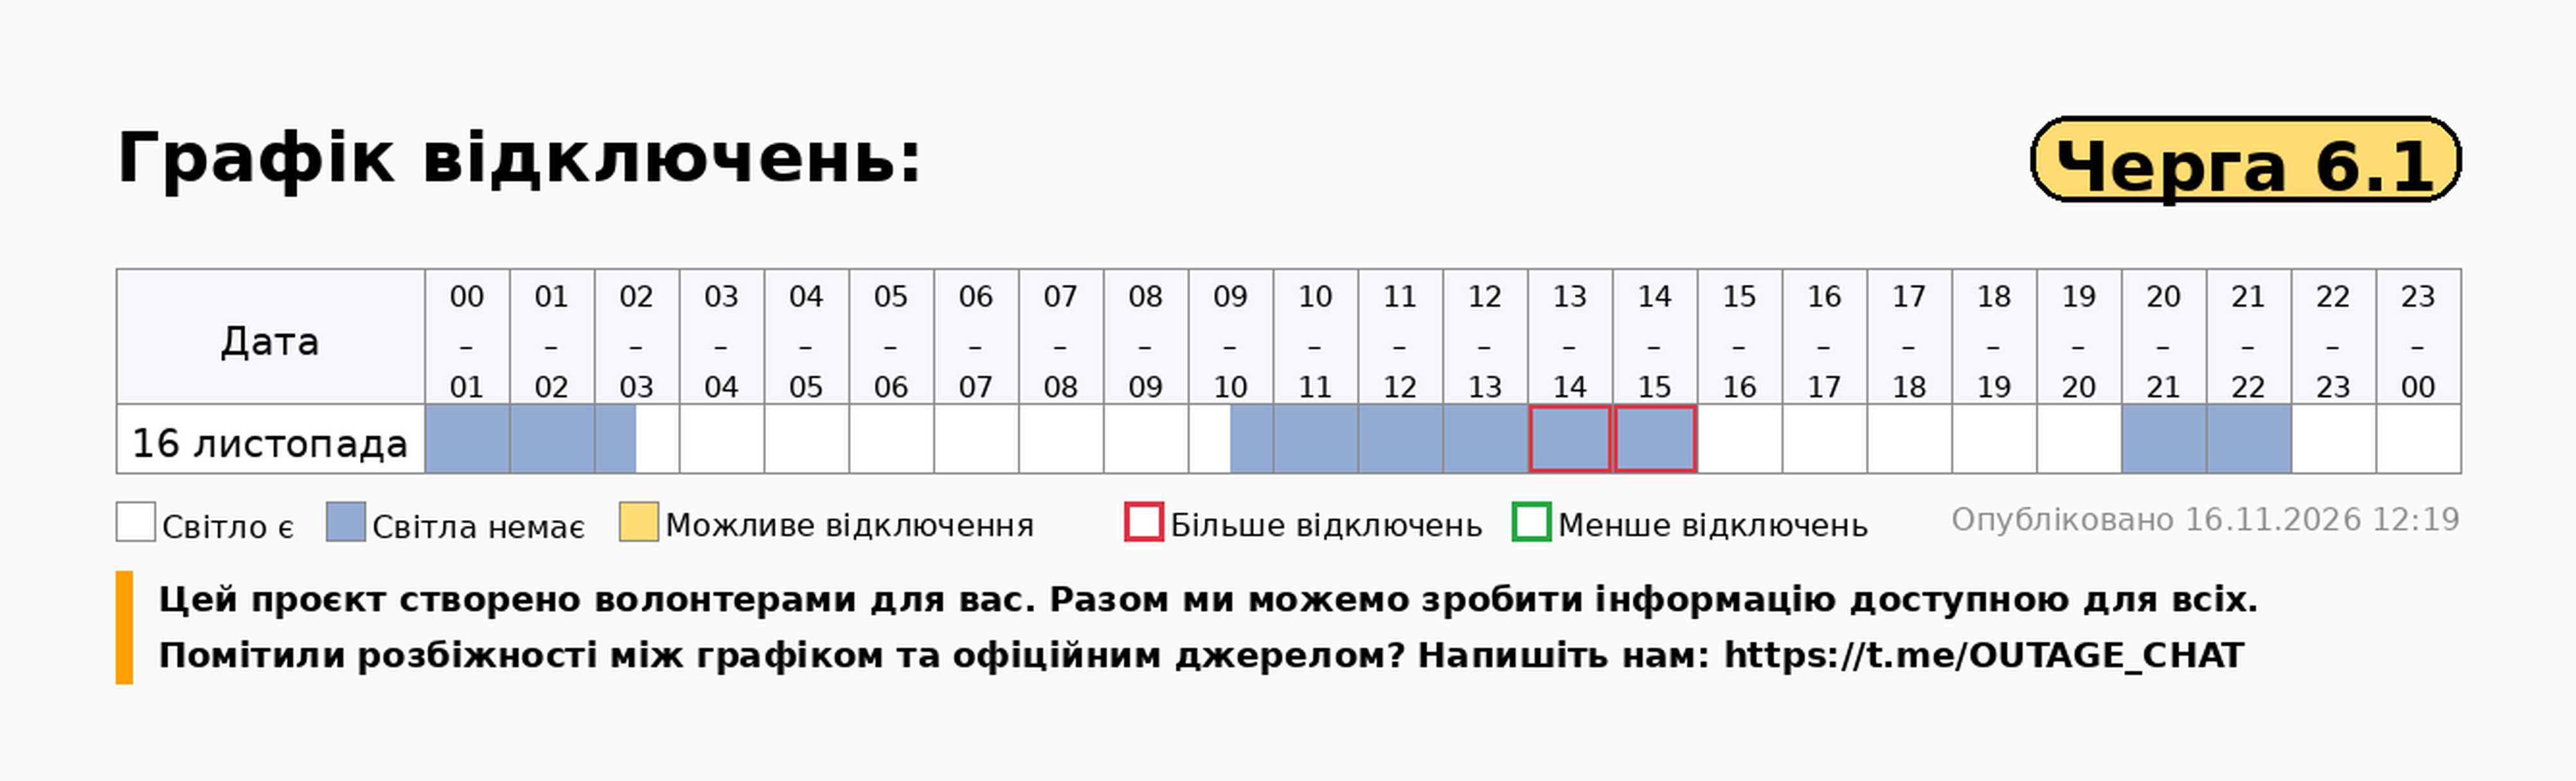 Графік відключень:
Черга 6.1
Дата
00 – 01
01 – 02
02 – 03
03 – 04
04 – 05
05 – 06
06 – 07
07 – 08
08 – 09
09 – 10
10 – 11
11 – 12
12 – 13
13 – 14
14 – 15
15 – 16
16 – 17
17 – 18
18 – 19
19 – 20
20 – 21
21 – 22
22 – 23
23 – 00
16 листопада
Світло є
Світла немає
Можливе відключення
Більше відключень
Менше відключень
Опубліковано 16.11.2026 12:19
Цей проєкт створено волонтерами для вас. Разом ми можемо зробити інформацію доступною для всіх.
Помітили розбіжності між графіком та офіційним джерелом? Напишіть нам: https://t.me/OUTAGE_CHAT